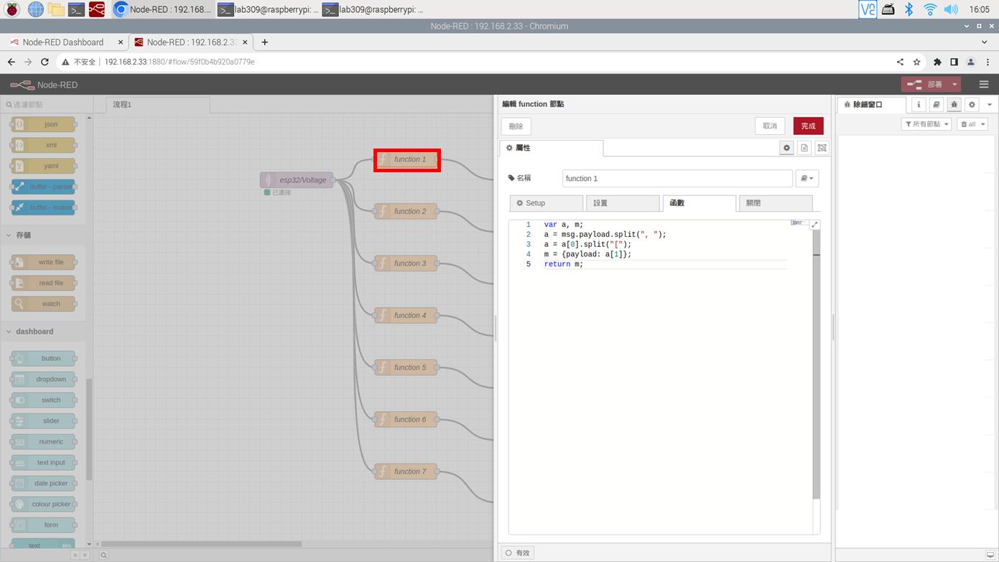 Node-RED : 192.168.2.33...
lab309@raspberrypi: ...
lab309@raspberrypi: ...
16:05
Node-RED : 192.168.2.33 - Chromium
Node-RED Dashboard
Node-RED : 192.168.2.33
不安全
192.168.2.33:1880/#flow/59f0b4b920a0779e
Node-RED
部署
過濾節點
json
xml
yaml
buffer - parser
buffer - maker
存儲
write file
read file
watch
dashboard
button
dropdown
switch
slider
numeric
text input
date picker
colour picker
form
text
流程1
esp32/Voltage
已連接
function 1
function 2
function 3
function 4
function 5
function 6
function 7
編輯 function 節點
刪除
取消
完成
屬性
名稱
function 1
Setup
設置
函數
關閉
1 var a, m;
2 a = msg.payload.split(", ");
3 a = a[0].split("[");
4 m = {payload: a[1]};
5 return m;
有效
除錯窗口
所有節點
all